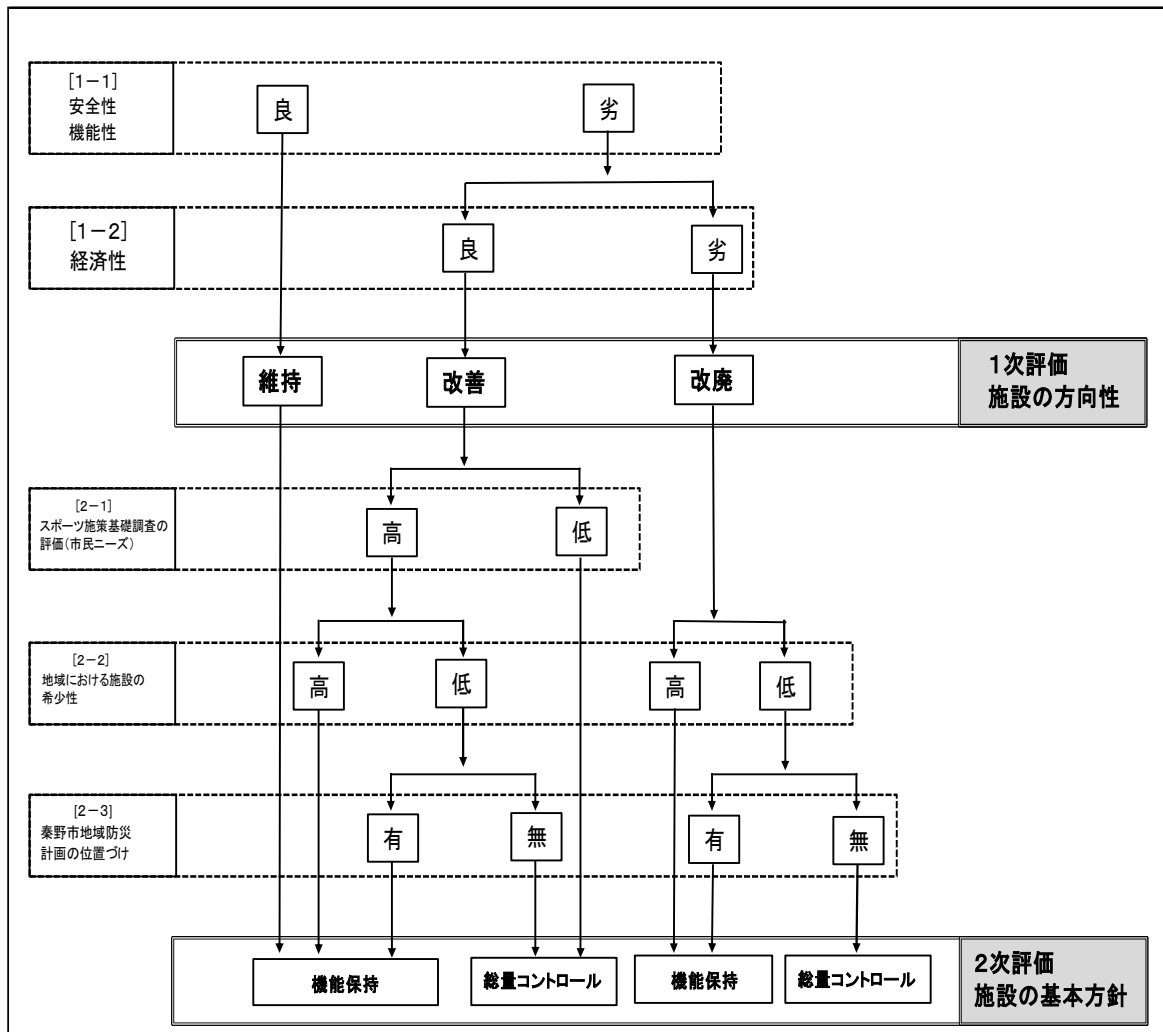 [1-1]
安全性
機能性
良
劣
[1-2]
経済性
良
劣
維持
改善
改廃
1次評価
施設の方向性
[2-1]
スポーツ施策基礎調査の
評価(市民ニーズ)
高
低
[2-2]
地域における施設の
希少性
高
低
高
低
[2-3]
秦野市地域防災
計画の位置づけ
有
無
有
無
機能保持
総量コントロール
機能保持
総量コントロール
2次評価
施設の基本方針